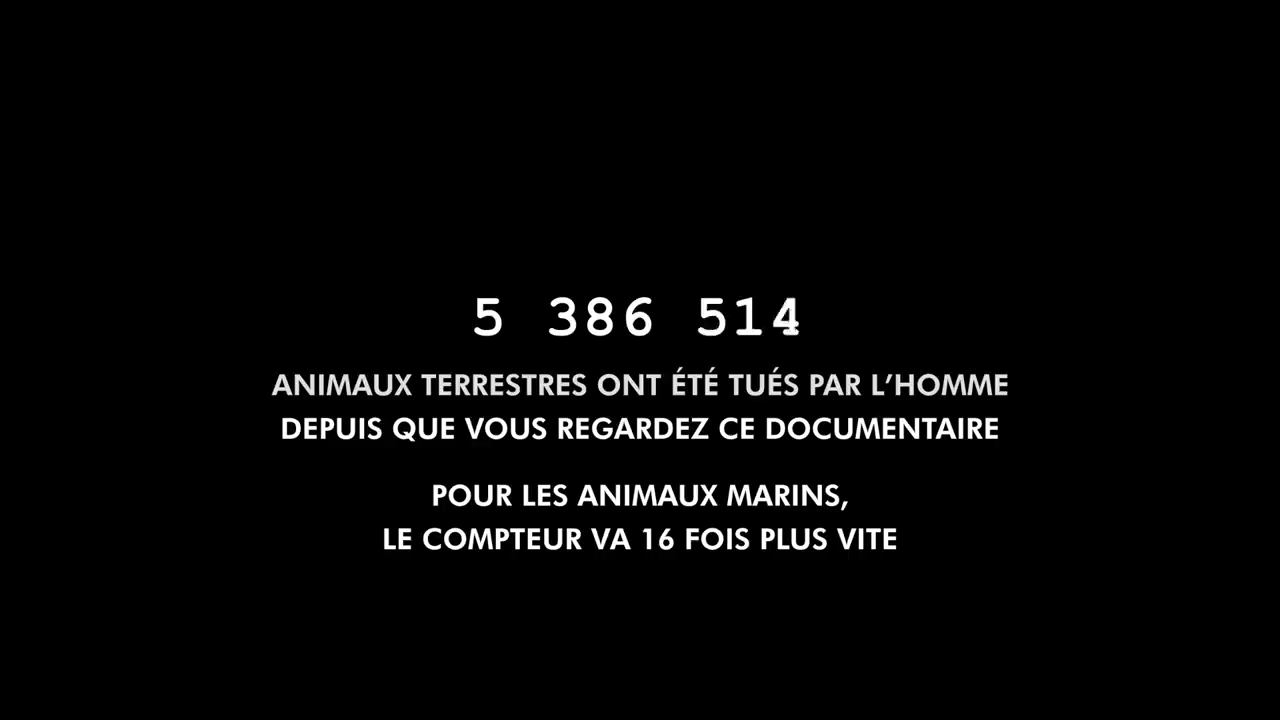 5 386 514
ANIMAUX TERRESTRES ONT ÉTÉ TUÉS PAR L’HOMME
DEPUIS QUE VOUS REGARDEZ CE DOCUMENTAIRE
POUR LES ANIMAUX MARINS,
LE COMPTEUR VA 16 FOIS PLUS VITE